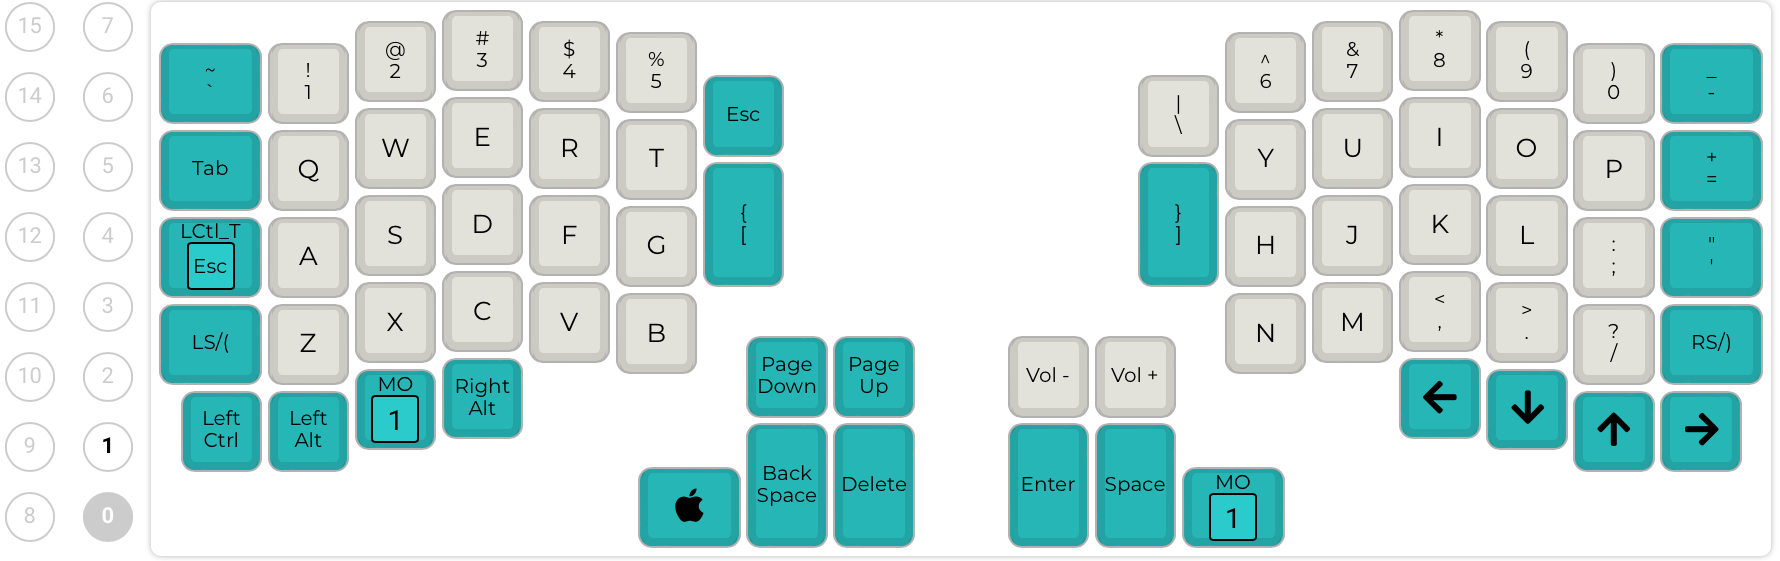 15 7
14 6
13 5
12 4
11 3
10 2
9 1
8 0
~
`
!
1
@
2
#
3
$
4
%
5
Esc
Tab
Q
W
E
R
T
{
[
LCtl_T
Esc
A
S
D
F
G
LS/(
Z
X
C
V
B
Left
Ctrl
Left
Alt
MO
1
Right
Alt
Page
Down
Page
Up
Back
Space
Delete
|
\
^
6
&
7
*
8
(
9
)
0
_
-
Y
U
I
O
P
+
=
}
]
H
J
K
L
:
;
"
'
N
M
<
,
>
.
?
/
RS/)
Vol -
Vol +
Enter
Space
MO
1